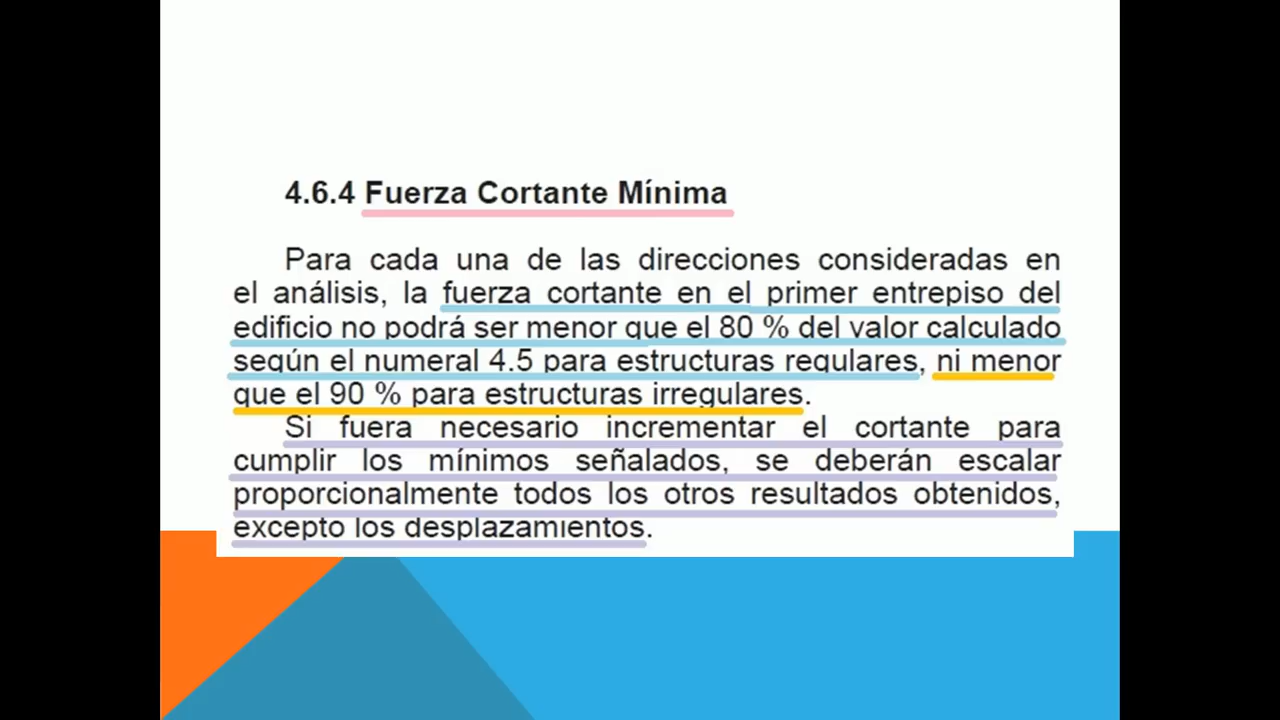 4.6.4 Fuerza Cortante Mínima
Para cada una de las direcciones consideradas en
el análisis, la fuerza cortante en el primer entrepiso del
edificio no podrá ser menor que el 80 % del valor calculado
según el numeral 4.5 para estructuras regulares, ni menor
que el 90 % para estructuras irregulares.
Si fuera necesario incrementar el cortante para
cumplir los mínimos señalados, se deberán escalar
proporcionalmente todos los otros resultados obtenidos,
excepto los desplazamientos.